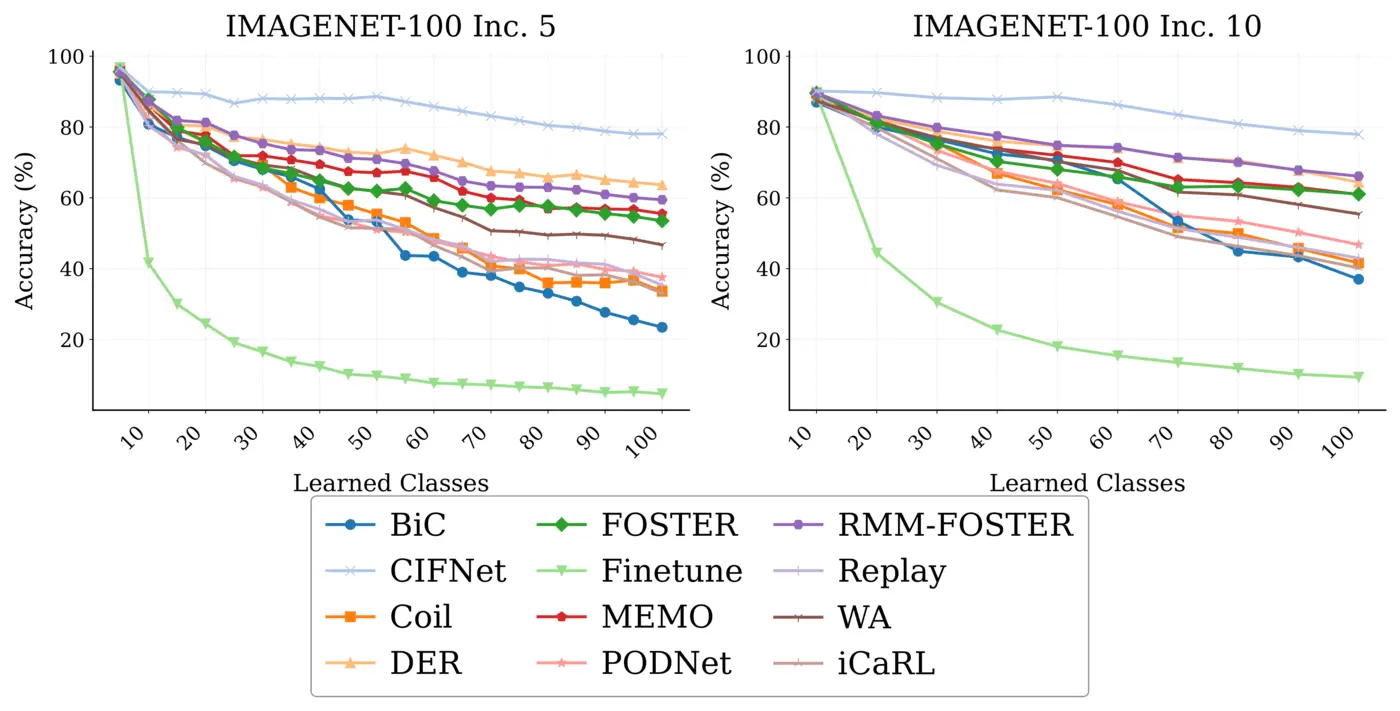 IMAGENET-100 Inc. 5
Accuracy (%)
100
80
60
40
20
10 20 30 40 50 60 70 80 90 100
Learned Classes
IMAGENET-100 Inc. 10
Accuracy (%)
100
80
60
40
20
10 20 30 40 50 60 70 80 90 100
Learned Classes
BiC FOSTER RMM-FOSTER
CIFNet Finetune Replay
Coil MEMO WA
DER PODNet iCaRL